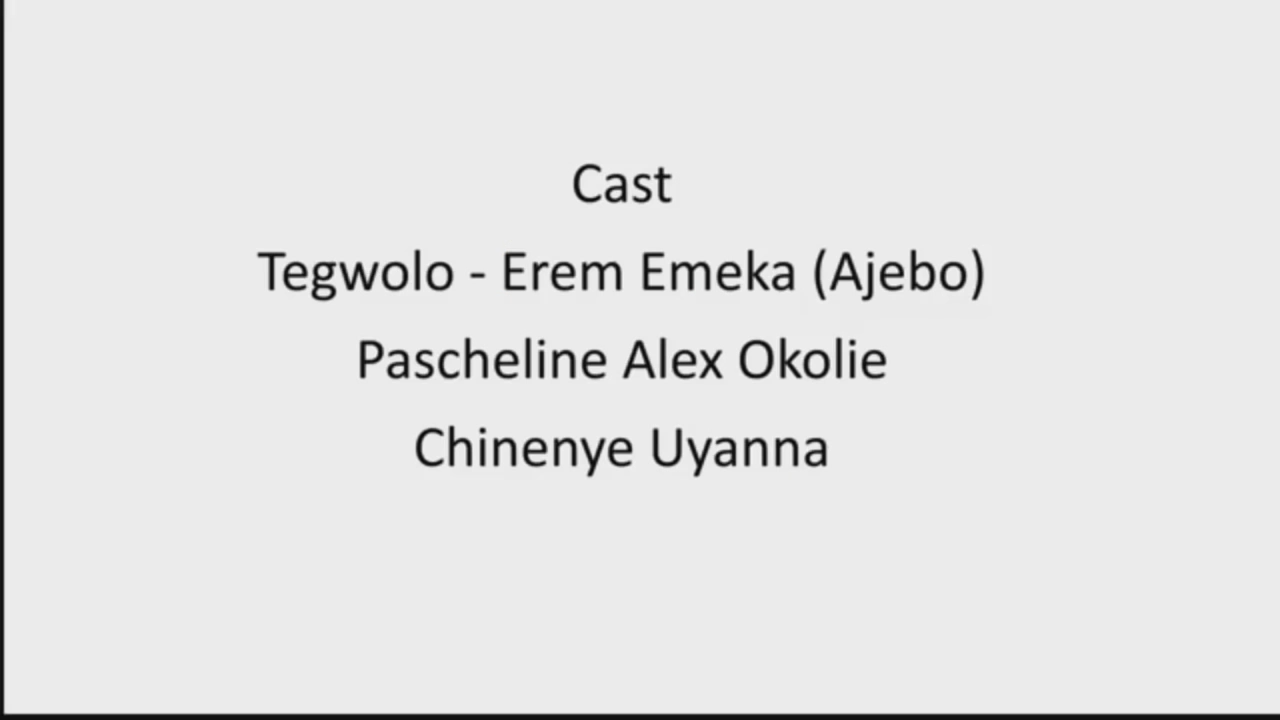 Cast
Tegwolo - Erem Emeka (Ajebo)
Pascheline Alex Okolie
Chinenye Uyanna